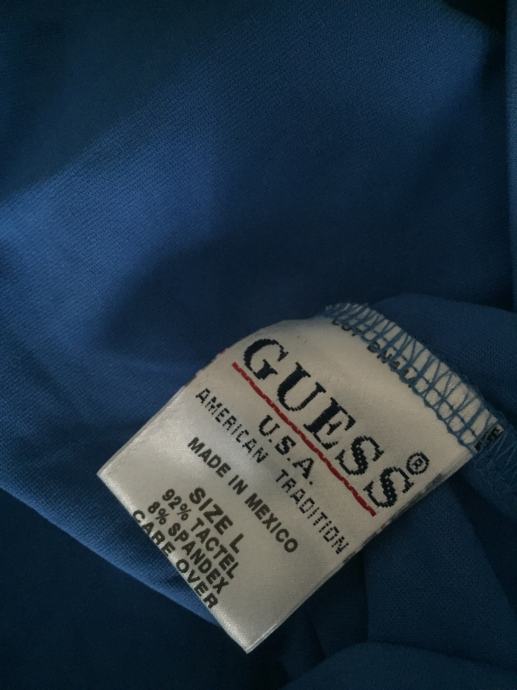 GUESS®
U.S.A.
AMERICAN TRADITION
MADE IN MEXICO
SIZE L
92% TACTEL
8% SPANDEX
CARE OVER